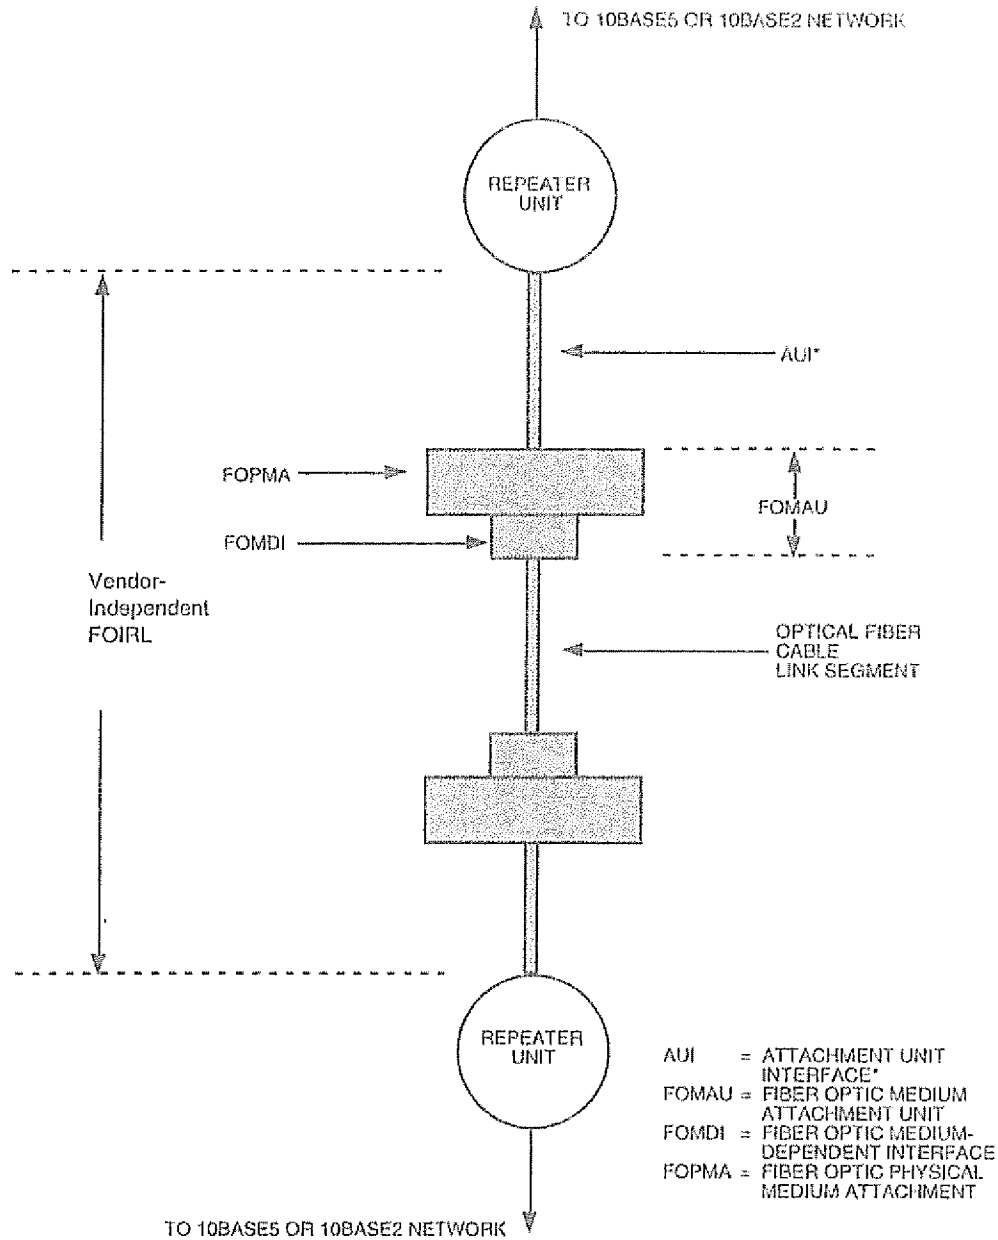 TO 10BASE5 OR 10BASE2 NETWORK
REPEATER
UNIT
AUI*
FOPMA
FOMAU
FOMDI
Vendor-
Independent
FOIRL
OPTICAL FIBER
CABLE
LINK SEGMENT
REPEATER
UNIT
AUI = ATTACHMENT UNIT
INTERFACE*
FOMAU = FIBER OPTIC MEDIUM
ATTACHMENT UNIT
FOMDI = FIBER OPTIC MEDIUM-
DEPENDENT INTERFACE
FOPMA = FIBER OPTIC PHYSICAL
MEDIUM ATTACHMENT
TO 10BASE5 OR 10BASE2 NETWORK